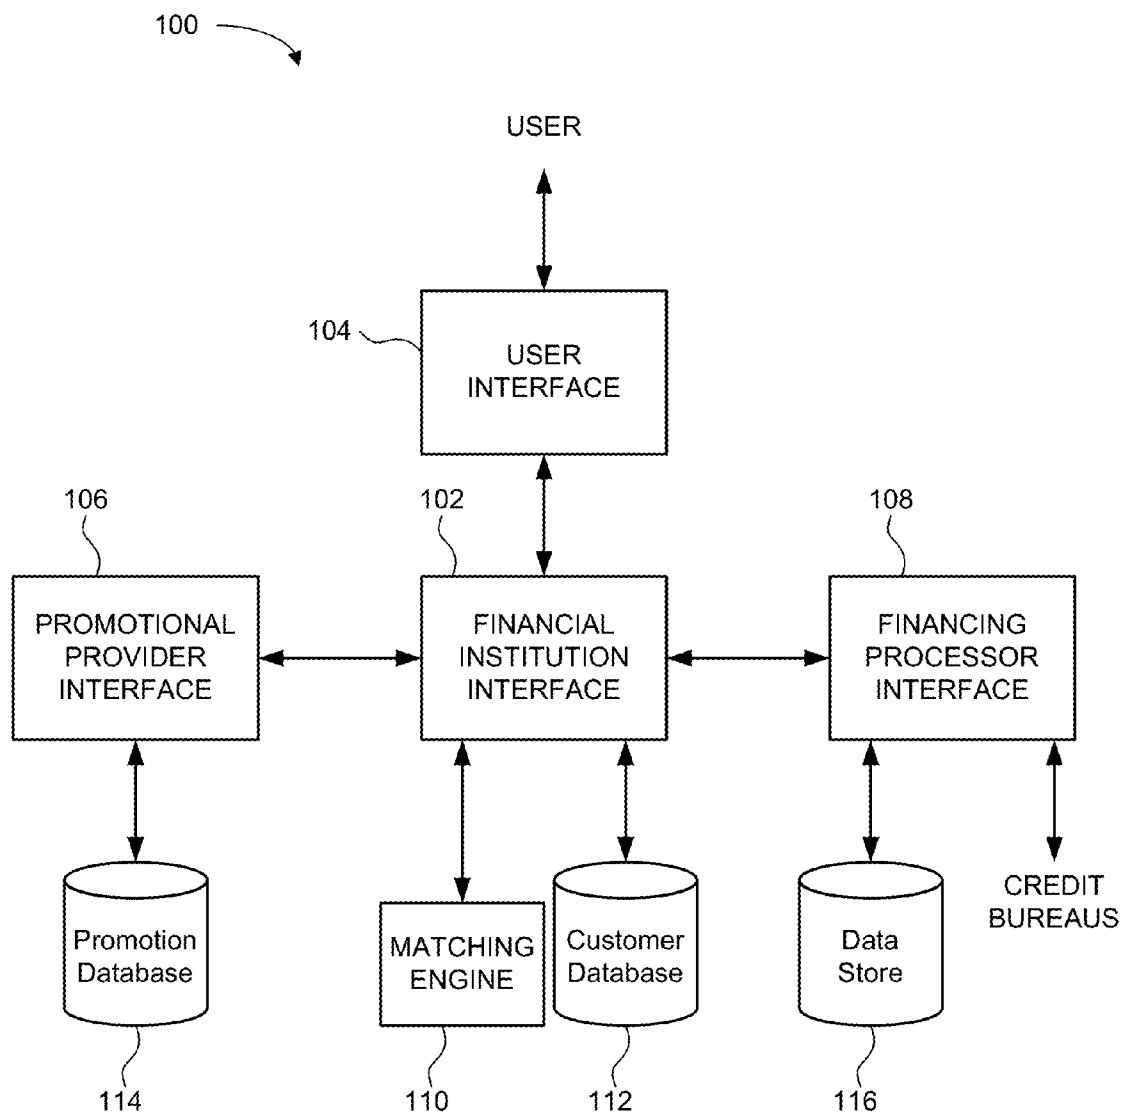 100
USER
104
USER
INTERFACE
106
102
108
PROMOTIONAL
PROVIDER
INTERFACE
FINANCIAL
INSTITUTION
INTERFACE
FINANCING
PROCESSOR
INTERFACE
Promotion
Database
MATCHING
ENGINE
Customer
Database
Data
Store
CREDIT
BUREAUS
114
110
112
116